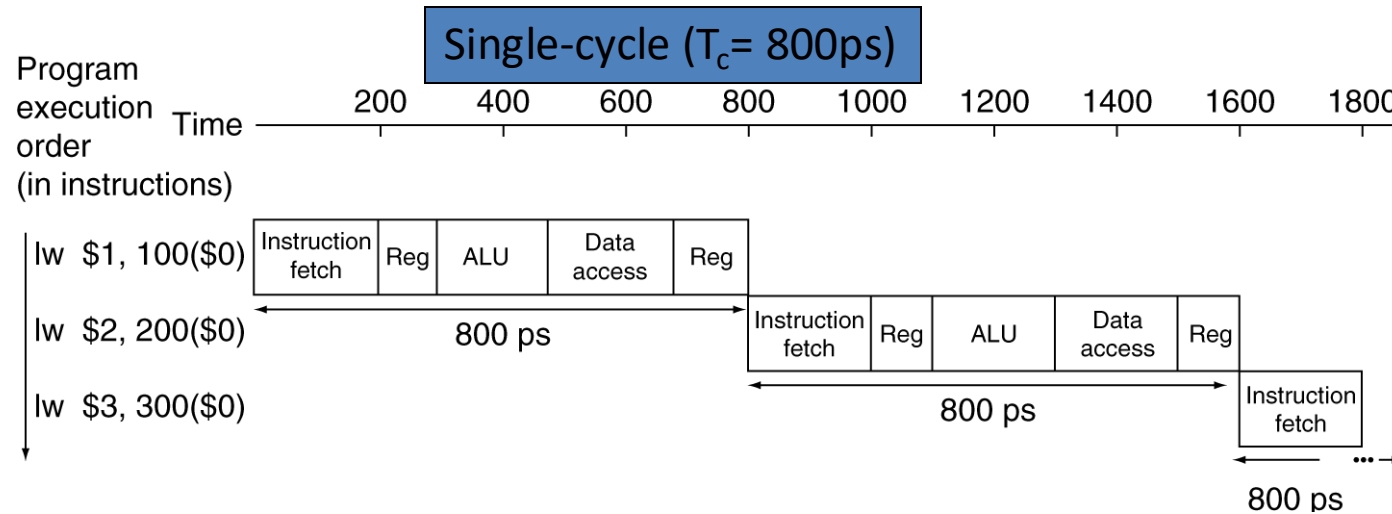 Single-cycle (Tc= 800ps)
Program
execution
order
(in instructions)
Time
200 400 600 800 1000 1200 1400 1600 1800
lw $1, 100($0)
Instruction
fetch
Reg
ALU
Data
access
Reg
800 ps
lw $2, 200($0)
Instruction
fetch
Reg
ALU
Data
access
Reg
800 ps
lw $3, 300($0)
Instruction
fetch
...
800 ps